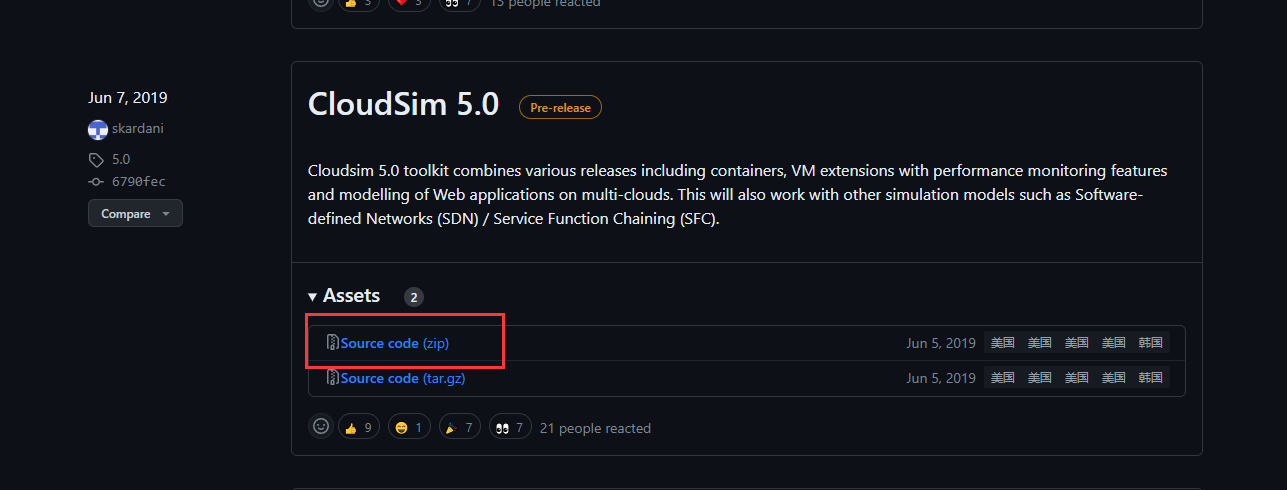 3 3 7 13 people reacted
Jun 7, 2019
skardani
5.0
6790fec
Compare
CloudSim 5.0 Pre-release
Cloudsim 5.0 toolkit combines various releases including containers, VM extensions with performance monitoring features
and modelling of Web applications on multi-clouds. This will also work with other simulation models such as Software-
defined Networks (SDN) / Service Function Chaining (SFC).
Assets 2
Source code (zip) Jun 5, 2019 美国 美国 美国 美国 韩国
Source code (tar.gz) Jun 5, 2019 美国 美国 美国 美国 韩国
9 1 7 7 21 people reacted